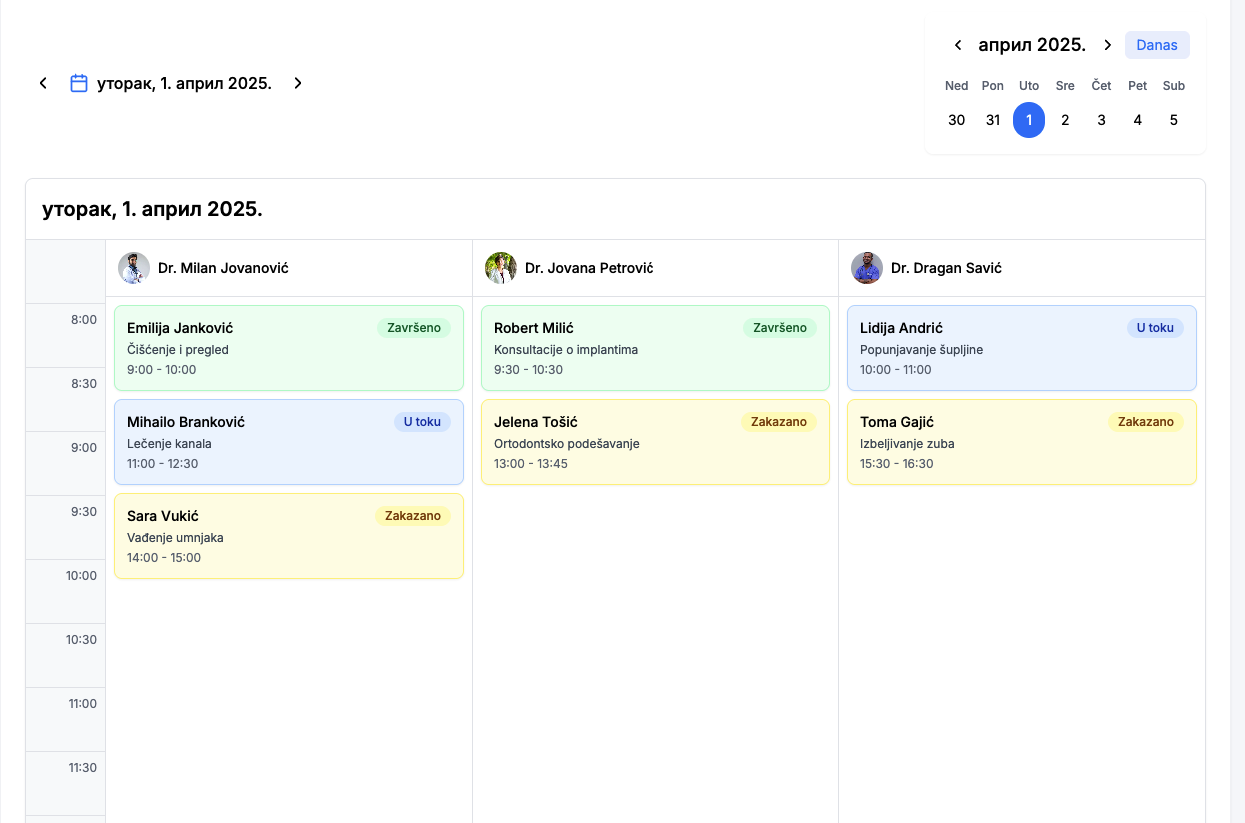 април 2025.
Danas
уторак, 1. април 2025.
Ned Pon Uto Sre Čet Pet Sub
30 31 1 2 3 4 5
уторак, 1. април 2025.
Dr. Milan Jovanović
Dr. Jovana Petrović
Dr. Dragan Savić
8:00
8:30
9:00
9:30
10:00
10:30
11:00
11:30
Emilija Janković
Završeno
Čišćenje i pregled
9:00 - 10:00
Mihailo Branković
U toku
Lečenje kanala
11:00 - 12:30
Sara Vukić
Zakazano
Vađenje umnjaka
14:00 - 15:00
Robert Milić
Završeno
Konsultacije o implantima
9:30 - 10:30
Jelena Tošić
Zakazano
Ortodontsko podešavanje
13:00 - 13:45
Lidija Andrić
U toku
Popunjavanje šupljine
10:00 - 11:00
Toma Gajić
Zakazano
Izbeljivanje zuba
15:30 - 16:30